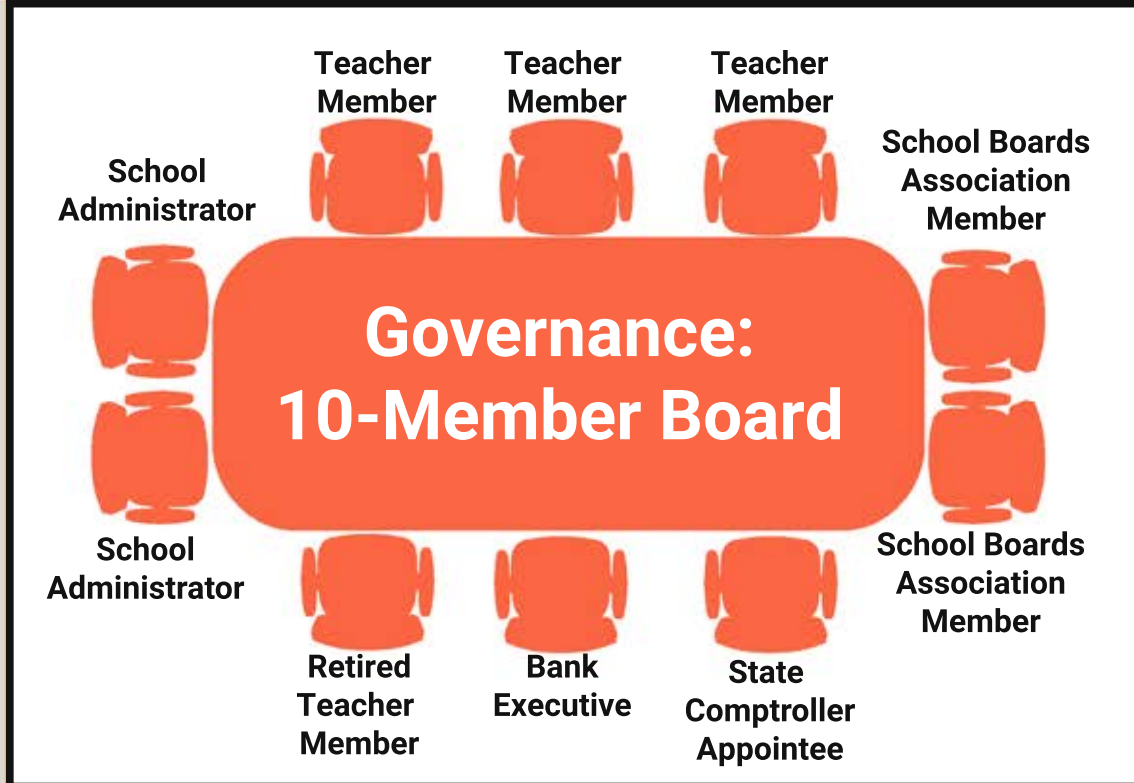 Teacher
Member
Teacher
Member
Teacher
Member
School Boards
Association
Member
School
Administrator
Governance:
10-Member Board
School
Administrator
School Boards
Association
Member
Retired
Teacher
Member
Bank
Executive
State
Comptroller
Appointee